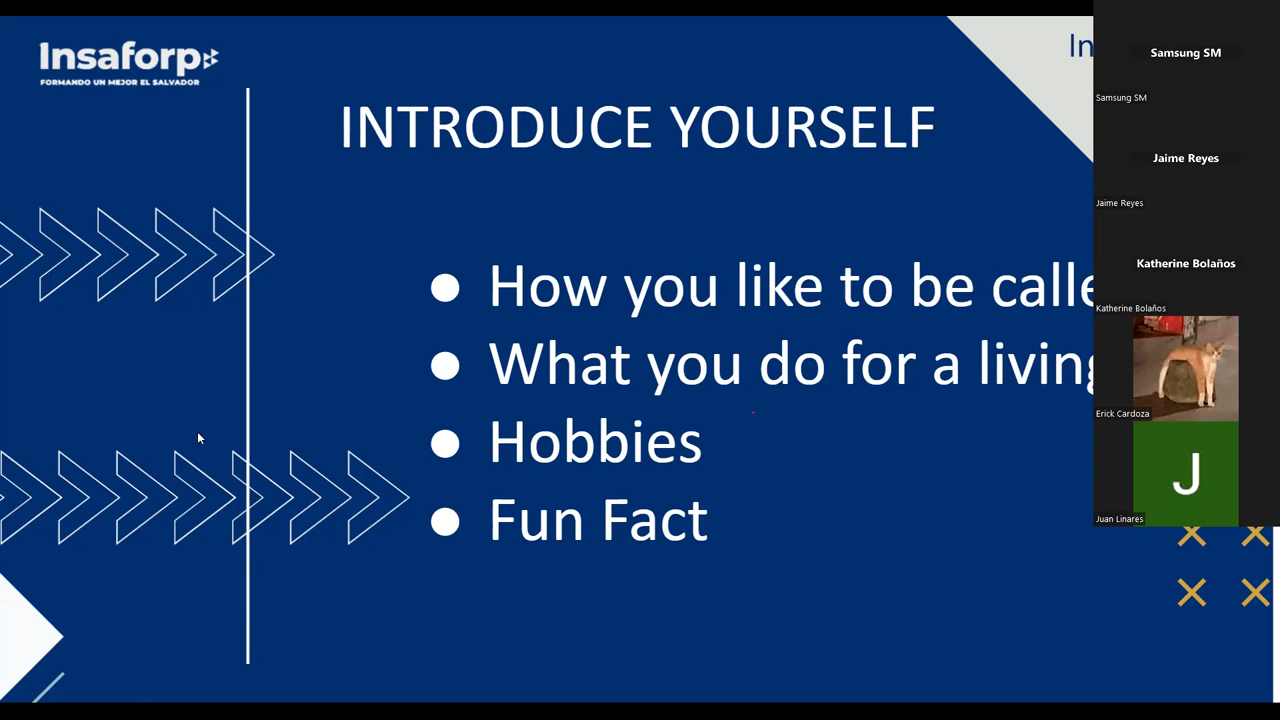 Insaforp
FORMANDO UN MEJOR EL SALVADOR
In
INTRODUCE YOURSELF
● How you like to be calle
● What you do for a living
● Hobbies
● Fun Fact
Samsung SM
Samsung SM
Jaime Reyes
Jaime Reyes
Katherine Bolaños
Katherine Bolaños
Erick Cardoza
J
Juan Linares